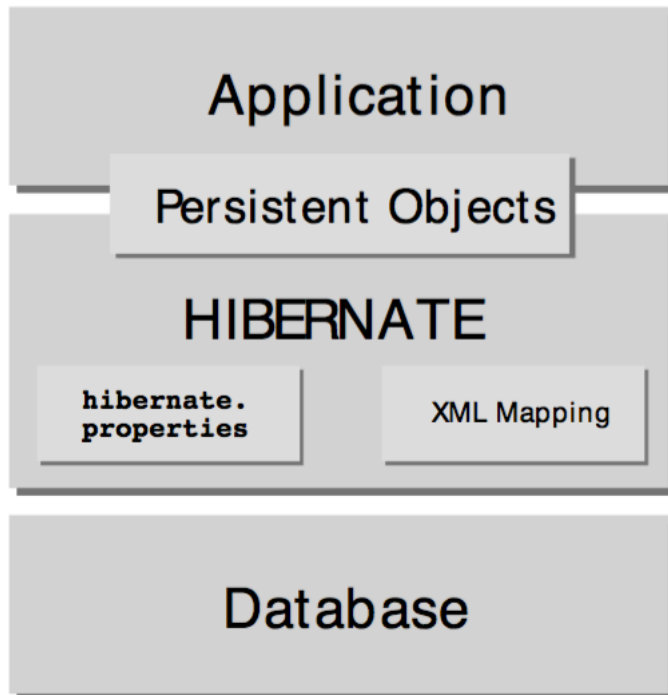 Application
Persistent Objects
HIBERNATE
hibernate.
properties
XML Mapping
Database